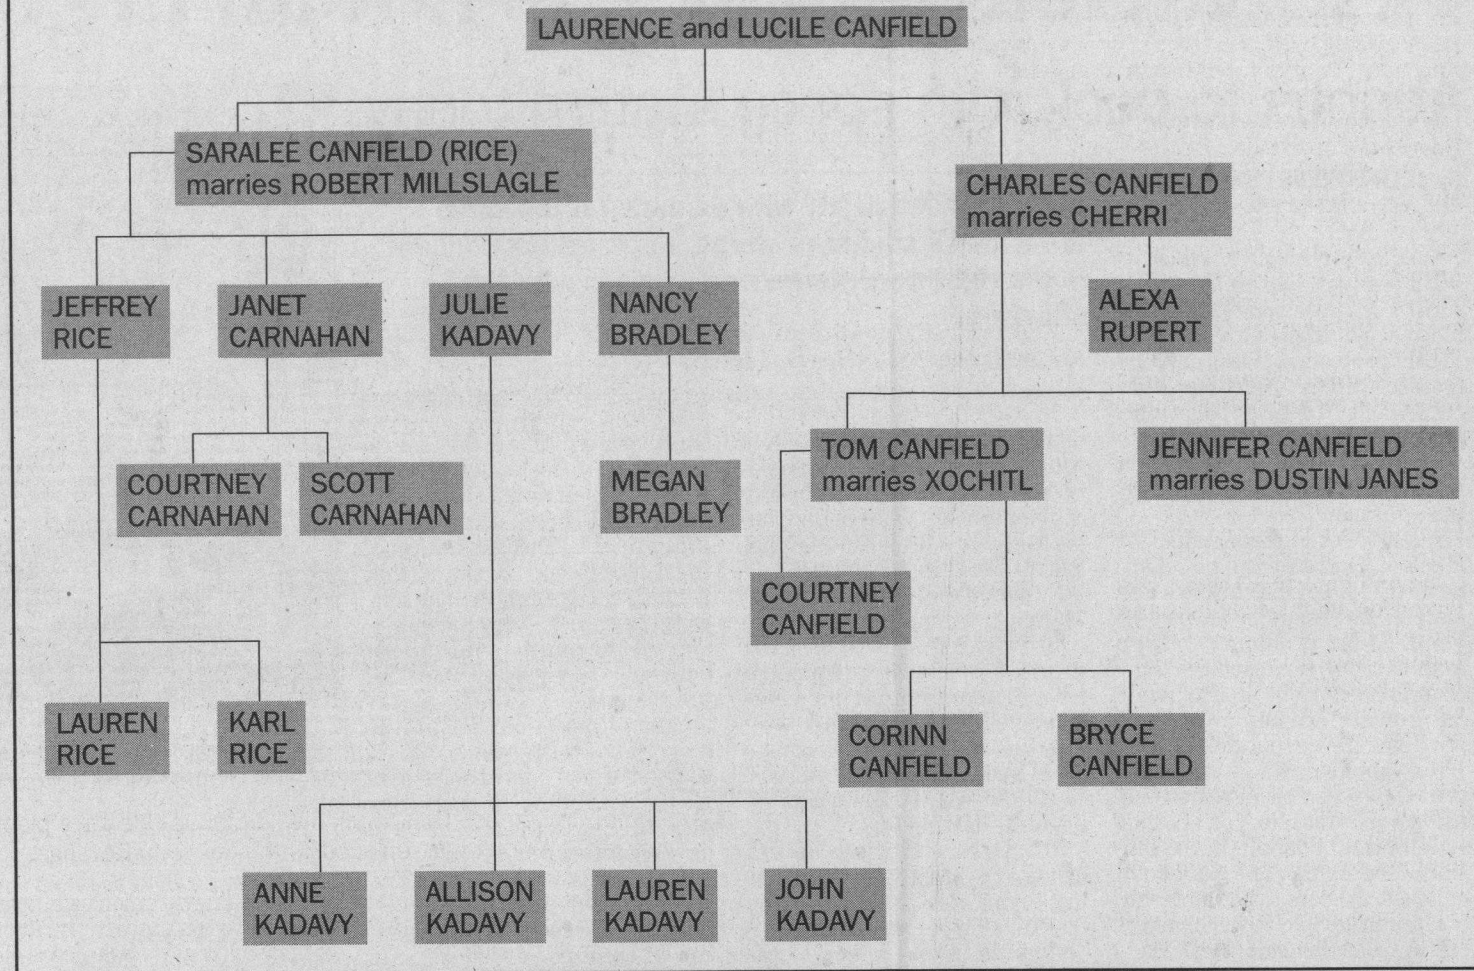 LAURENCE and LUCILE CANFIELD
SARALEE CANFIELD (RICE)
marries ROBERT MILLSLAGLE
CHARLES CANFIELD
marries CHERRI
JEFFREY
RICE
JANET
CARNAHAN
JULIE
KADAVY
NANCY
BRADLEY
ALEXA
RUPERT
COURTNEY
CARNAHAN
SCOTT
CARNAHAN
MEGAN
BRADLEY
TOM CANFIELD
marries XOCHITL
JENNIFER CANFIELD
marries DUSTIN JANES
COURTNEY
CANFIELD
LAUREN
RICE
KARL
RICE
CORINN
CANFIELD
BRYCE
CANFIELD
ANNE
KADAVY
ALLISON
KADAVY
LAUREN
KADAVY
JOHN
KADAVY